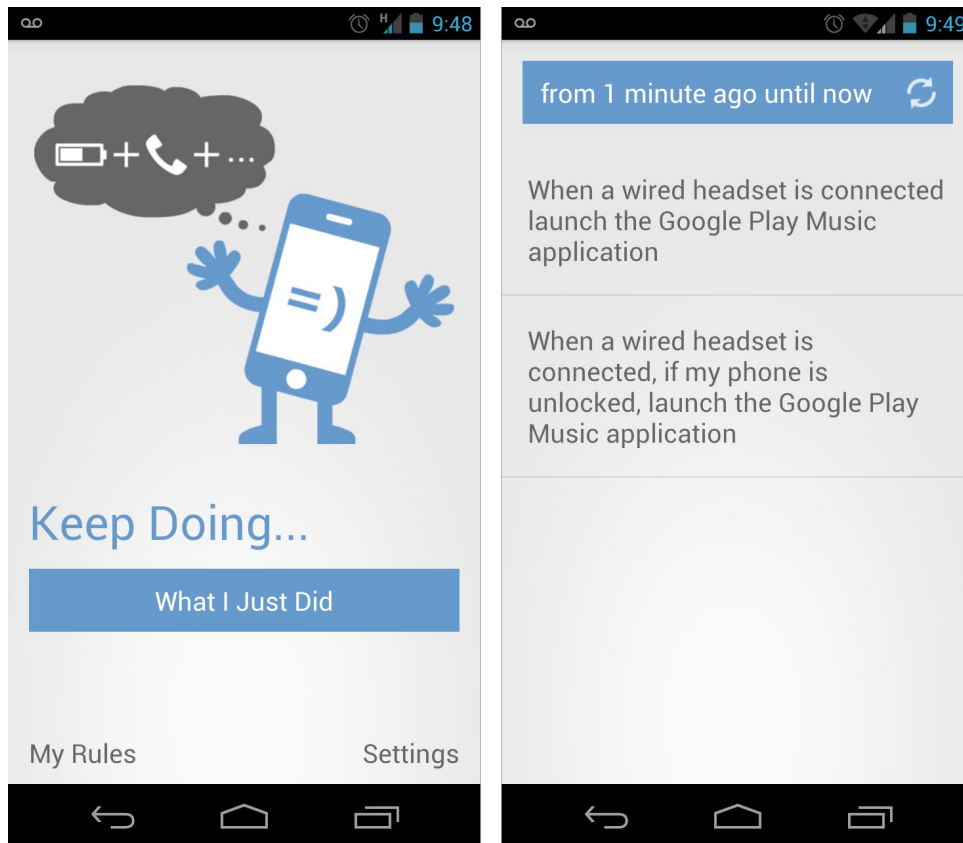 H 9:48
+ + ...
=)
Keep Doing...
What I Just Did
My Rules Settings
9:49
from 1 minute ago until now
When a wired headset is connected
launch the Google Play Music
application
When a wired headset is
connected, if my phone is
unlocked, launch the Google Play
Music application